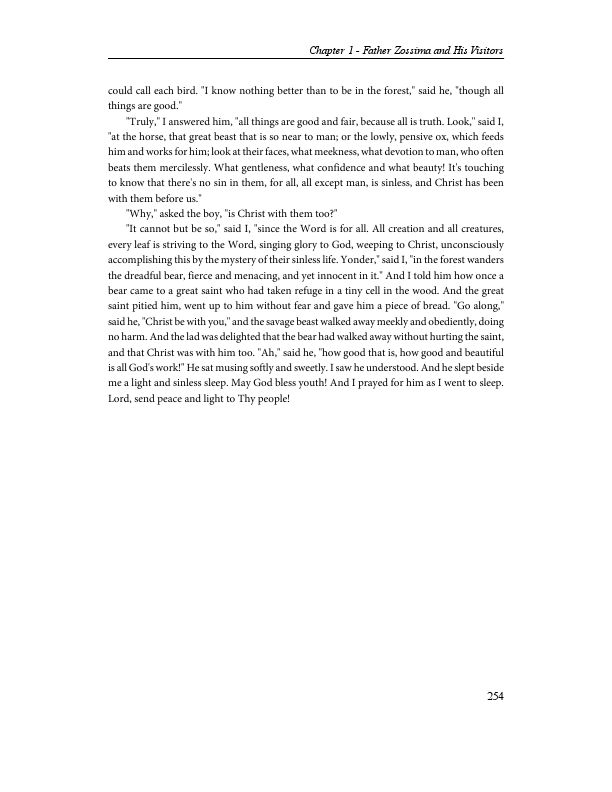 Chapter 1 - Father Zossima and His Visitors
could call each bird. "I know nothing better than to be in the forest," said he, "though all
things are good."
"Truly," I answered him, "all things are good and fair, because all is truth. Look," said I,
"at the horse, that great beast that is so near to man; or the lowly, pensive ox, which feeds
him and works for him; look at their faces, what meekness, what devotion to man, who often
beats them mercilessly. What gentleness, what confidence and what beauty! It's touching
to know that there's no sin in them, for all, all except man, is sinless, and Christ has been
with them before us."
"Why," asked the boy, "is Christ with them too?"
"It cannot but be so," said I, "since the Word is for all. All creation and all creatures,
every leaf is striving to the Word, singing glory to God, weeping to Christ, unconsciously
accomplishing this by the mystery of their sinless life. Yonder," said I, "in the forest wanders
the dreadful bear, fierce and menacing, and yet innocent in it." And I told him how once a
bear came to a great saint who had taken refuge in a tiny cell in the wood. And the great
saint pitied him, went up to him without fear and gave him a piece of bread. "Go along,"
said he, "Christ be with you," and the savage beast walked away meekly and obediently, doing
no harm. And the lad was delighted that the bear had walked away without hurting the saint,
and that Christ was with him too. "Ah," said he, "how good that is, how good and beautiful
is all God's work!" He sat musing softly and sweetly. I saw he understood. And he slept beside
me a light and sinless sleep. May God bless youth! And I prayed for him as I went to sleep.
Lord, send peace and light to Thy people!
254